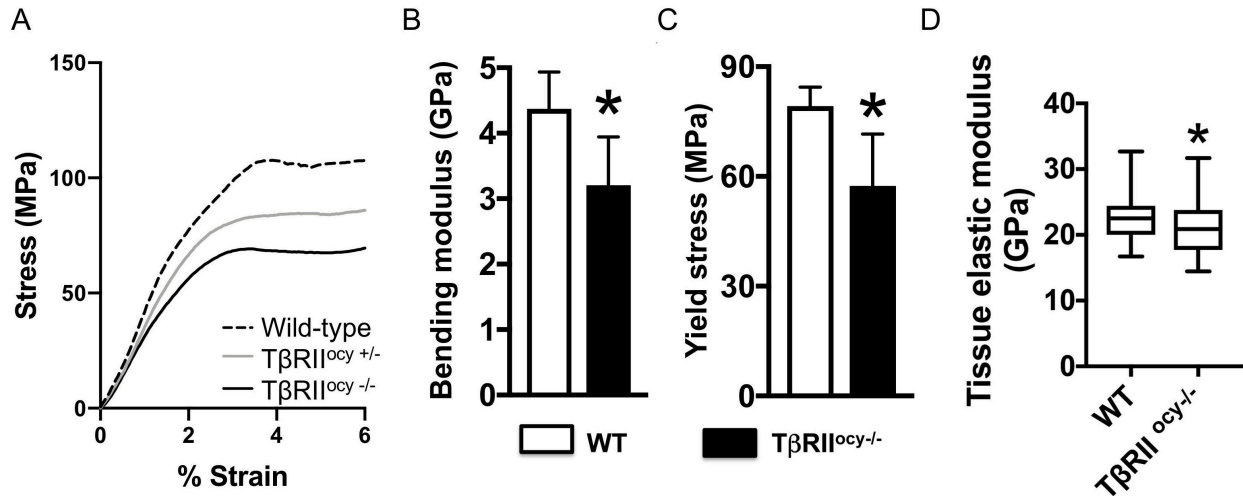 A
B
C
D
Stress (MPa)
150
100
50
0
0
2
4
6
% Strain
Wild-type
TβRII^ocy +/-
TβRII^ocy -/-
Bending modulus (GPa)
5
4
3
2
1
0
*
Yield stress (MPa)
90
60
30
0
*
WT
TβRII^ocy-/-
Tissue elastic modulus
(GPa)
40
30
20
10
0
*
WT
TβRII ^ocy-/-